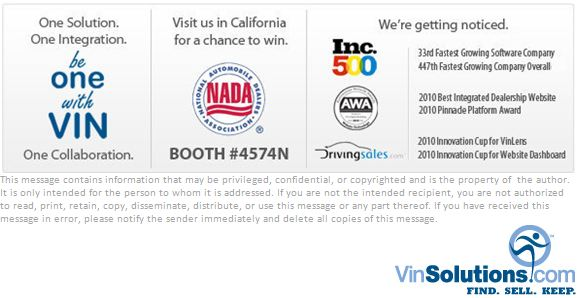 One Solution.
One Integration.
be
one
with
VIN
One Collaboration.
Visit us in California
for a chance to win.
NATIONAL AUTOMOBILE DEALERS
NADA
ASSOCIATION
®
BOOTH #4574N
We're getting noticed.
Inc.
500
33rd Fastest Growing Software Company
447th Fastest Growing Company Overall
AWA
2010 Best Integrated Dealership Website
2010 Pinnacle Platform Award
Drivingsales.com
2010 Innovation Cup for VinLens
2010 Innovation Cup for Website Dashboard
This message contains information that may be privileged, confidential, or copyrighted and is the property of the author.
It is only intended for the person to whom it is addressed. If you are not the intended recipient, you are not authorized
to read, print, retain, copy, disseminate, distribute, or use this message or any part thereof. If you have received this
message in error, please notify the sender immediately and delete all copies of this message.
VinSolutions.com
FIND. SELL. KEEP.